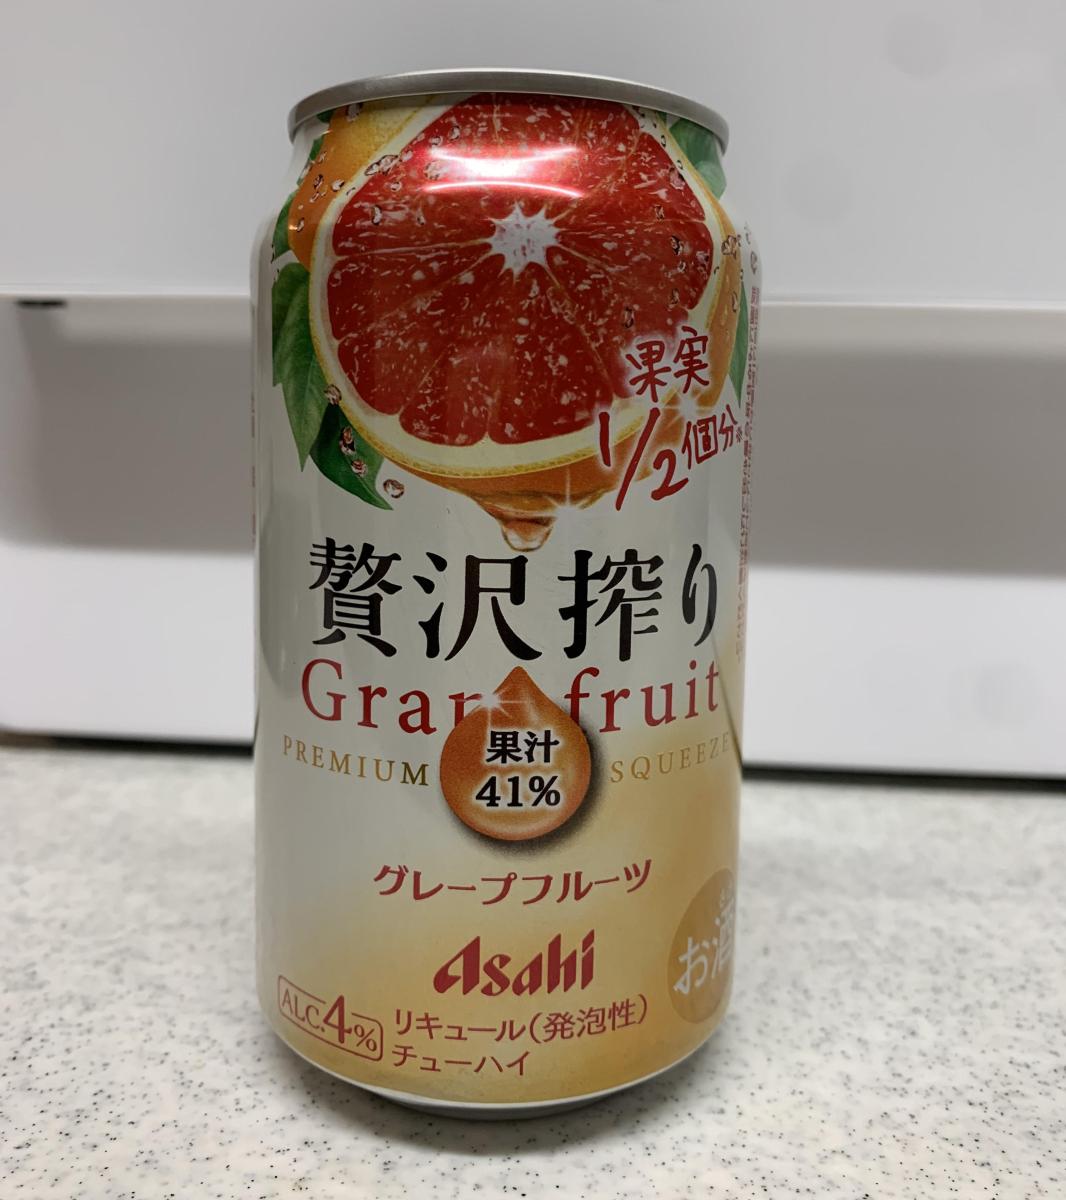 果実
1/2個分※
贅沢搾り
Grapefruit
PREMIUM SQUEEZE
果汁
41%
グレープフルーツ
Asahi
お酒
ALC.4%
リキュール(発泡性)
チューハイ